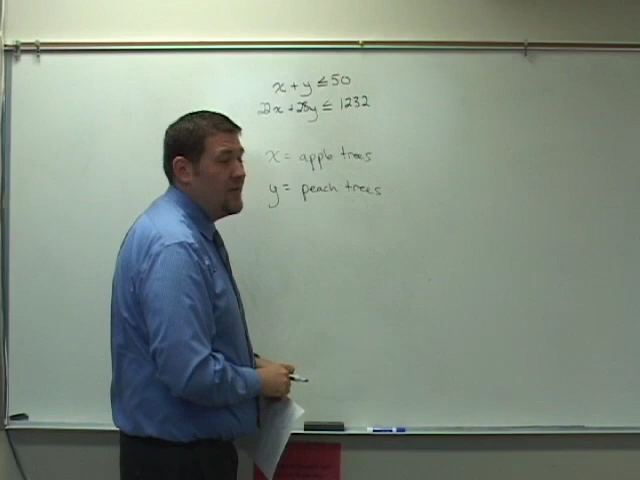 x + y ≤ 50
22x + 28y ≤ 1232
x = apple trees
y = peach trees